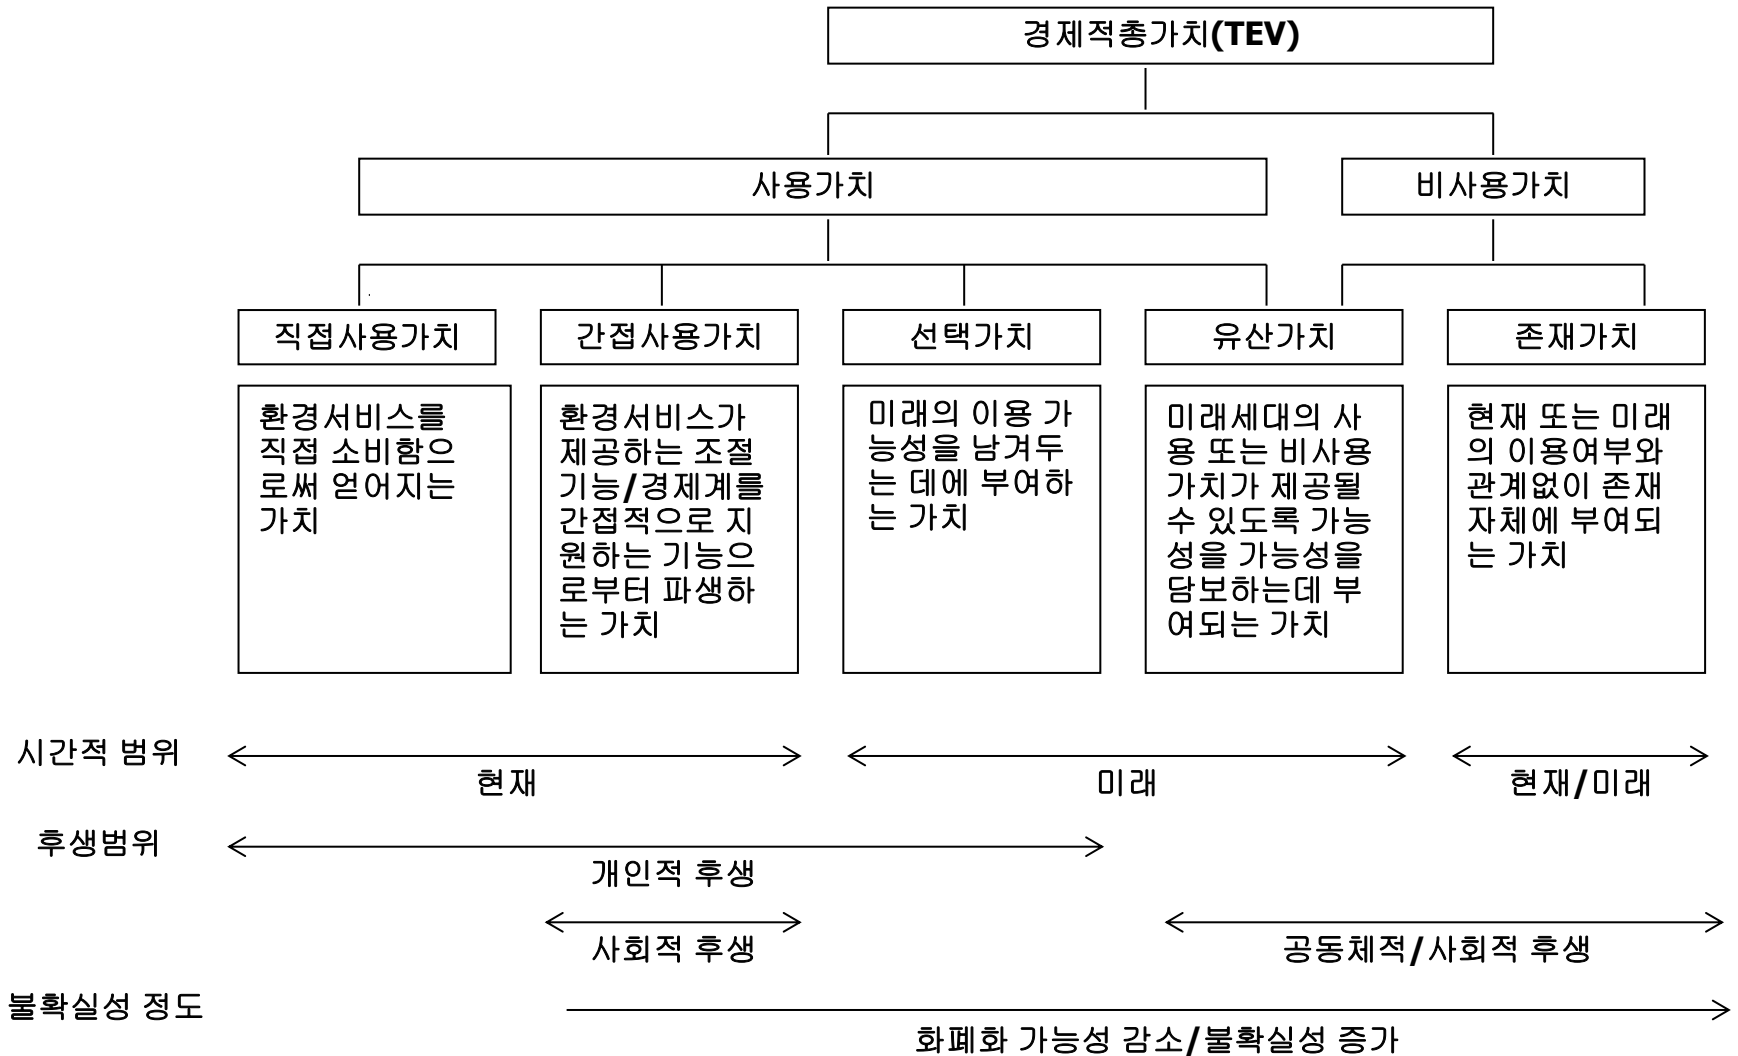 경제적총가치(TEV)
사용가치
비사용가치
직접사용가치
간접사용가치
선택가치
유산가치
존재가치
환경서비스를
직접 소비함으
로써 얻어지는
가치
환경서비스가
제공하는 조절
기능/경제계를
간접적으로 지
원하는 기능으
로부터 파생하
는 가치
미래의 이용 가
능성을 남겨두
는 데에 부여하
는 가치
미래세대의 사
용 또는 비사용
가치가 제공될
수 있도록 가능
성을 가능성을
담보하는데 부
여되는 가치
현재 또는 미래
의 이용여부와
관계없이 존재
자체에 부여되
는 가치
시간적 범위
현재
미래
현재/미래
후생범위
개인적 후생
사회적 후생
공동체적/사회적 후생
불확실성 정도
화폐화 가능성 감소/불확실성 증가